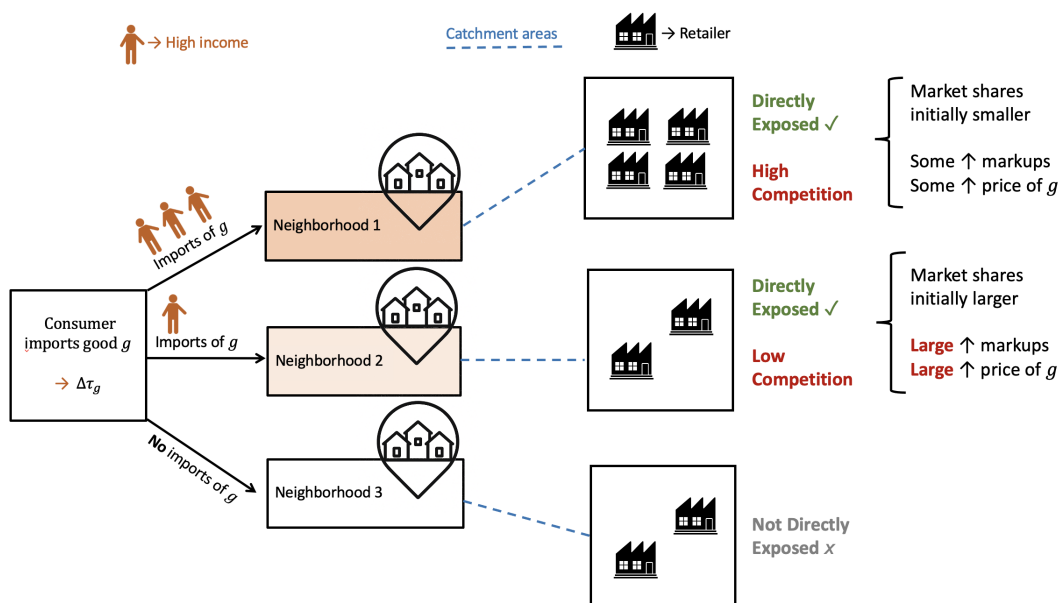 → High income
Catchment areas
→ Retailer
Directly
Exposed ✓
High
Competition
Market shares
initially smaller
Some ↑ markups
Some ↑ price of g
Imports of g
Neighborhood 1
Consumer
imports good g
→ Δτg
Imports of g
Neighborhood 2
Directly
Exposed ✓
Low
Competition
Market shares
initially larger
Large ↑ markups
Large ↑ price of g
No imports of g
Neighborhood 3
Not Directly
Exposed x